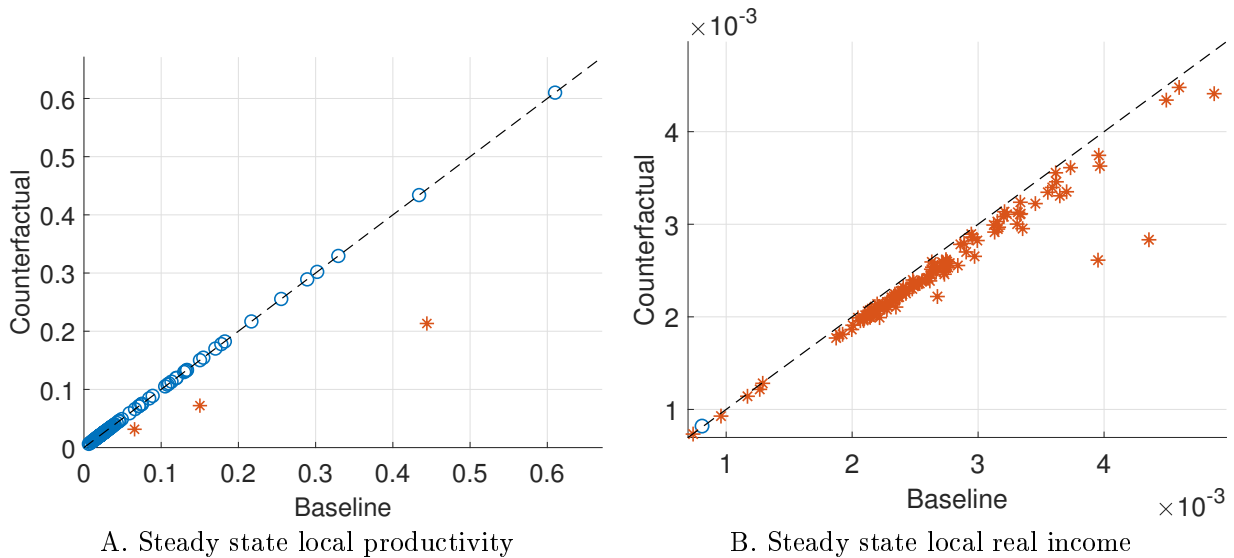 0.6
0.5
0.4
0.3
0.2
0.1
0
Counterfactual
0 0.1 0.2 0.3 0.4 0.5 0.6
Baseline
A. Steady state local productivity
×10⁻³
4
3
2
1
Counterfactual
1 2 3 4
Baseline
×10⁻³
B. Steady state local real income